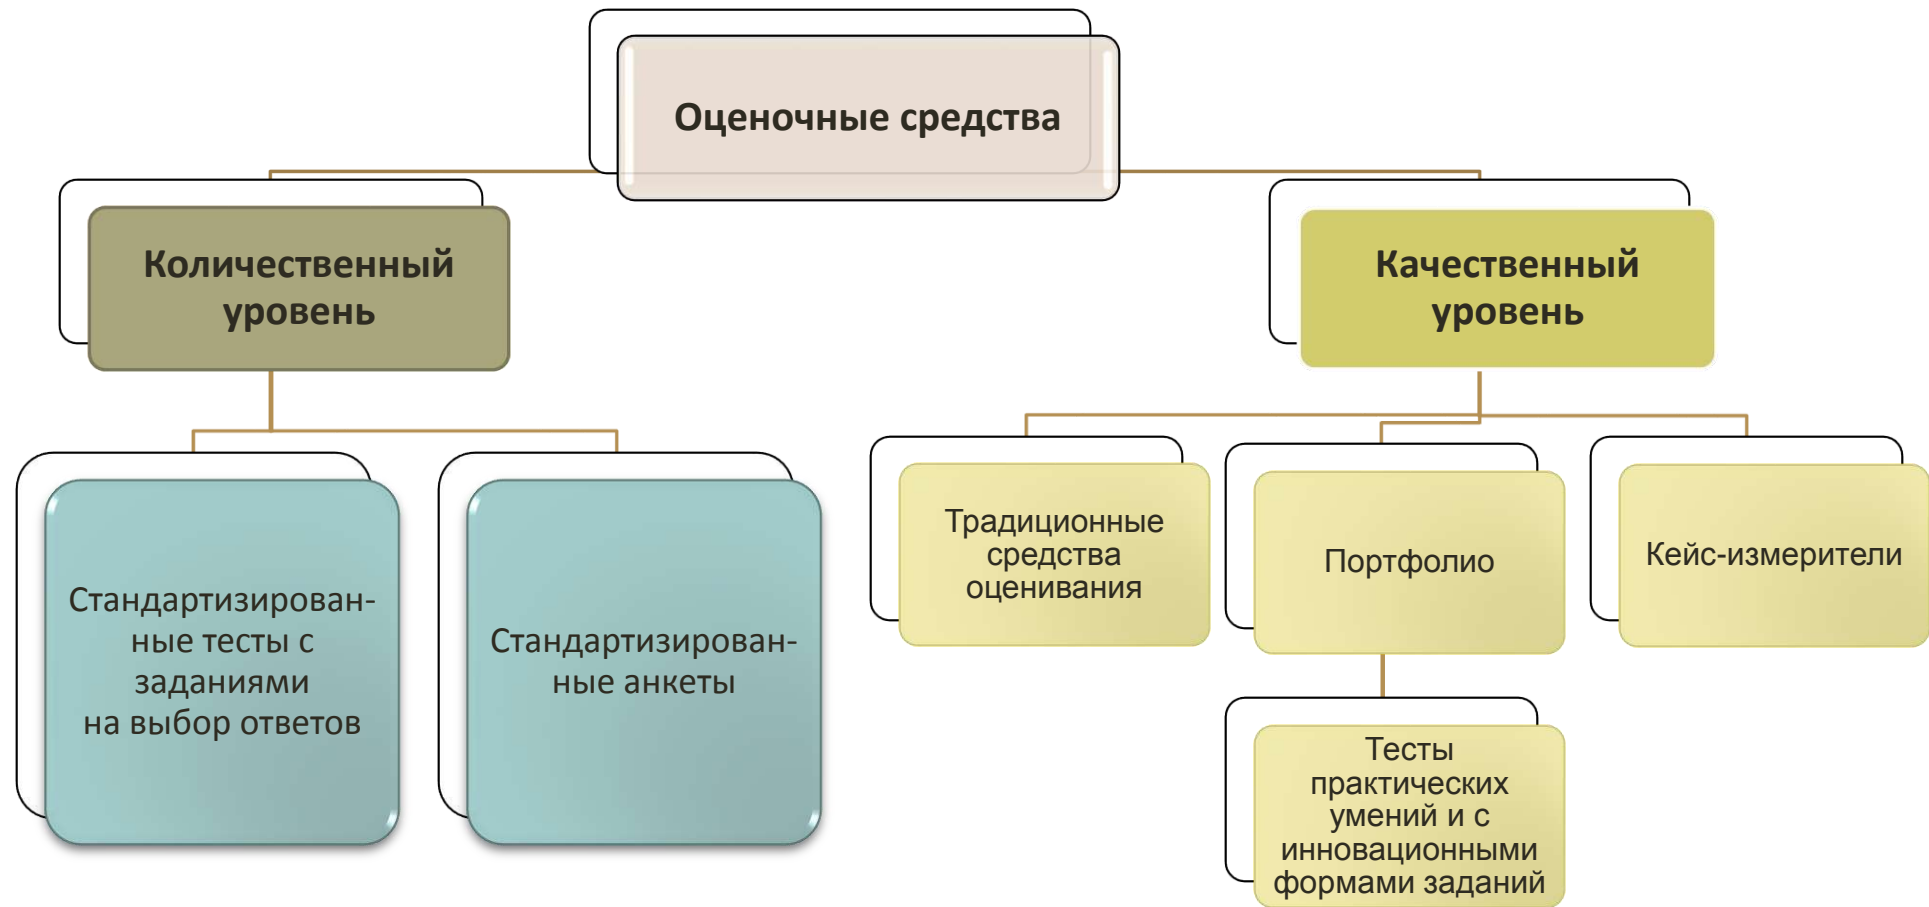 Оценочные средства
Количественный
уровень
Качественный
уровень
Стандартизирован-
ные тесты с
заданиями
на выбор ответов
Стандартизирован-
ные анкеты
Традиционные
средства
оценивания
Портфолио
Кейс-измерители
Тесты
практических
умений и с
инновационными
формами заданий